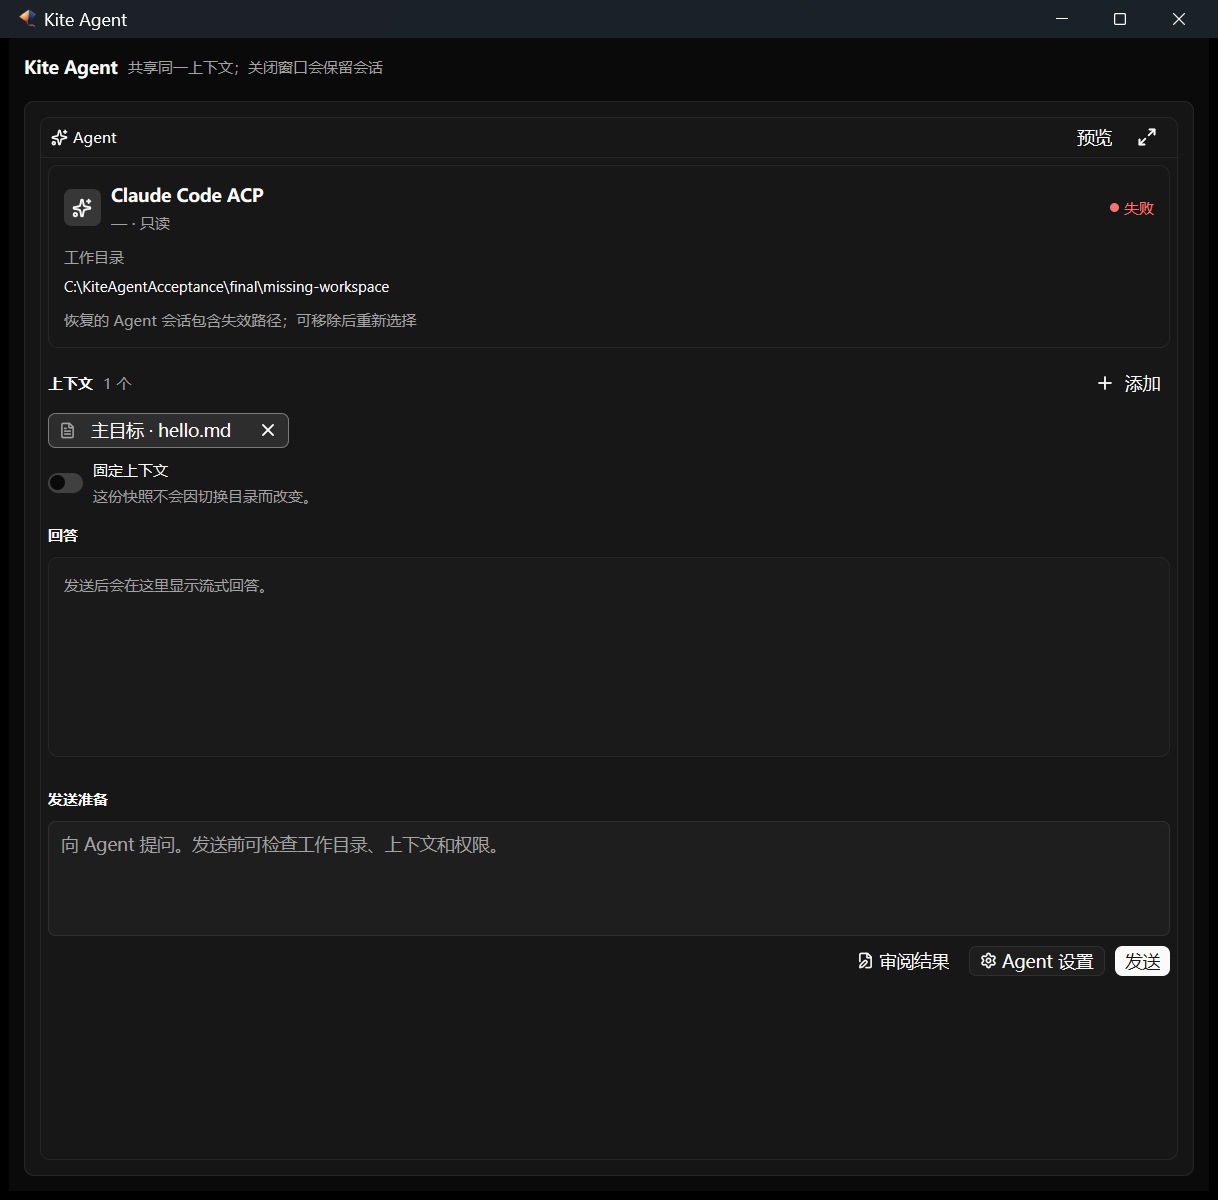 Kite Agent
Kite Agent 共享同一上下文；关闭窗口会保留会话
Agent 预览
Claude Code ACP
— · 只读
失败
工作目录
C:\KiteAgentAcceptance\final\missing-workspace
恢复的 Agent 会话包含失效路径；可移除后重新选择
上下文 1 个 添加
主目标 · hello.md
固定上下文
这份快照不会因切换目录而改变。
回答
发送后会在这里显示流式回答。
发送准备
向 Agent 提问。发送前可检查工作目录、上下文和权限。
审阅结果 Agent 设置 发送